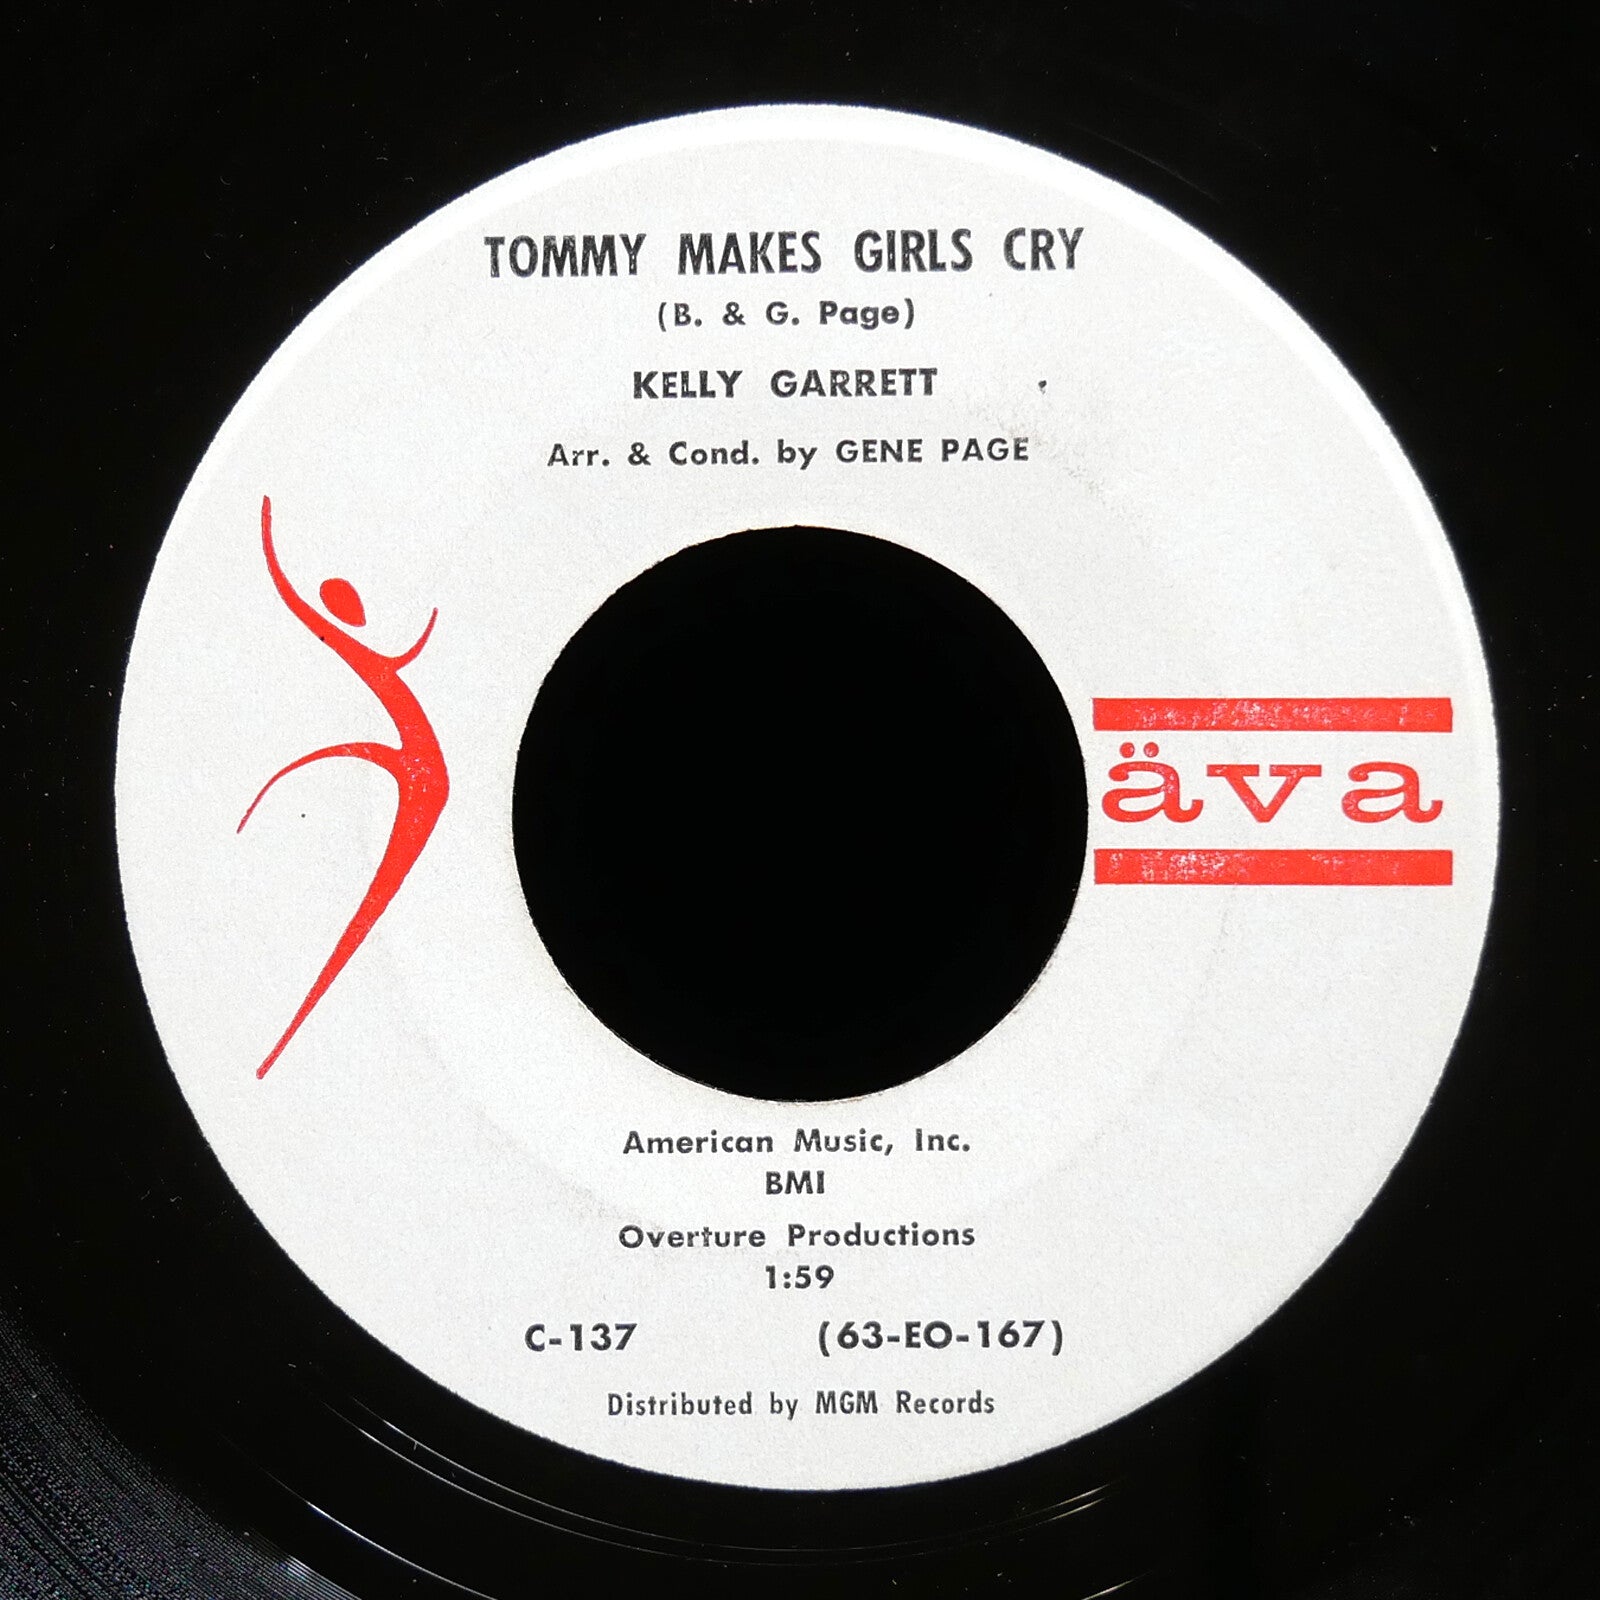 TOMMY MAKES GIRLS CRY
(B. & G. Page)
KELLY GARRETT
Arr. & Cond. by GENE PAGE
äva
American Music, Inc.
BMI
Overture Productions
1:59
C-137 (63-EO-167)
Distributed by MGM Records